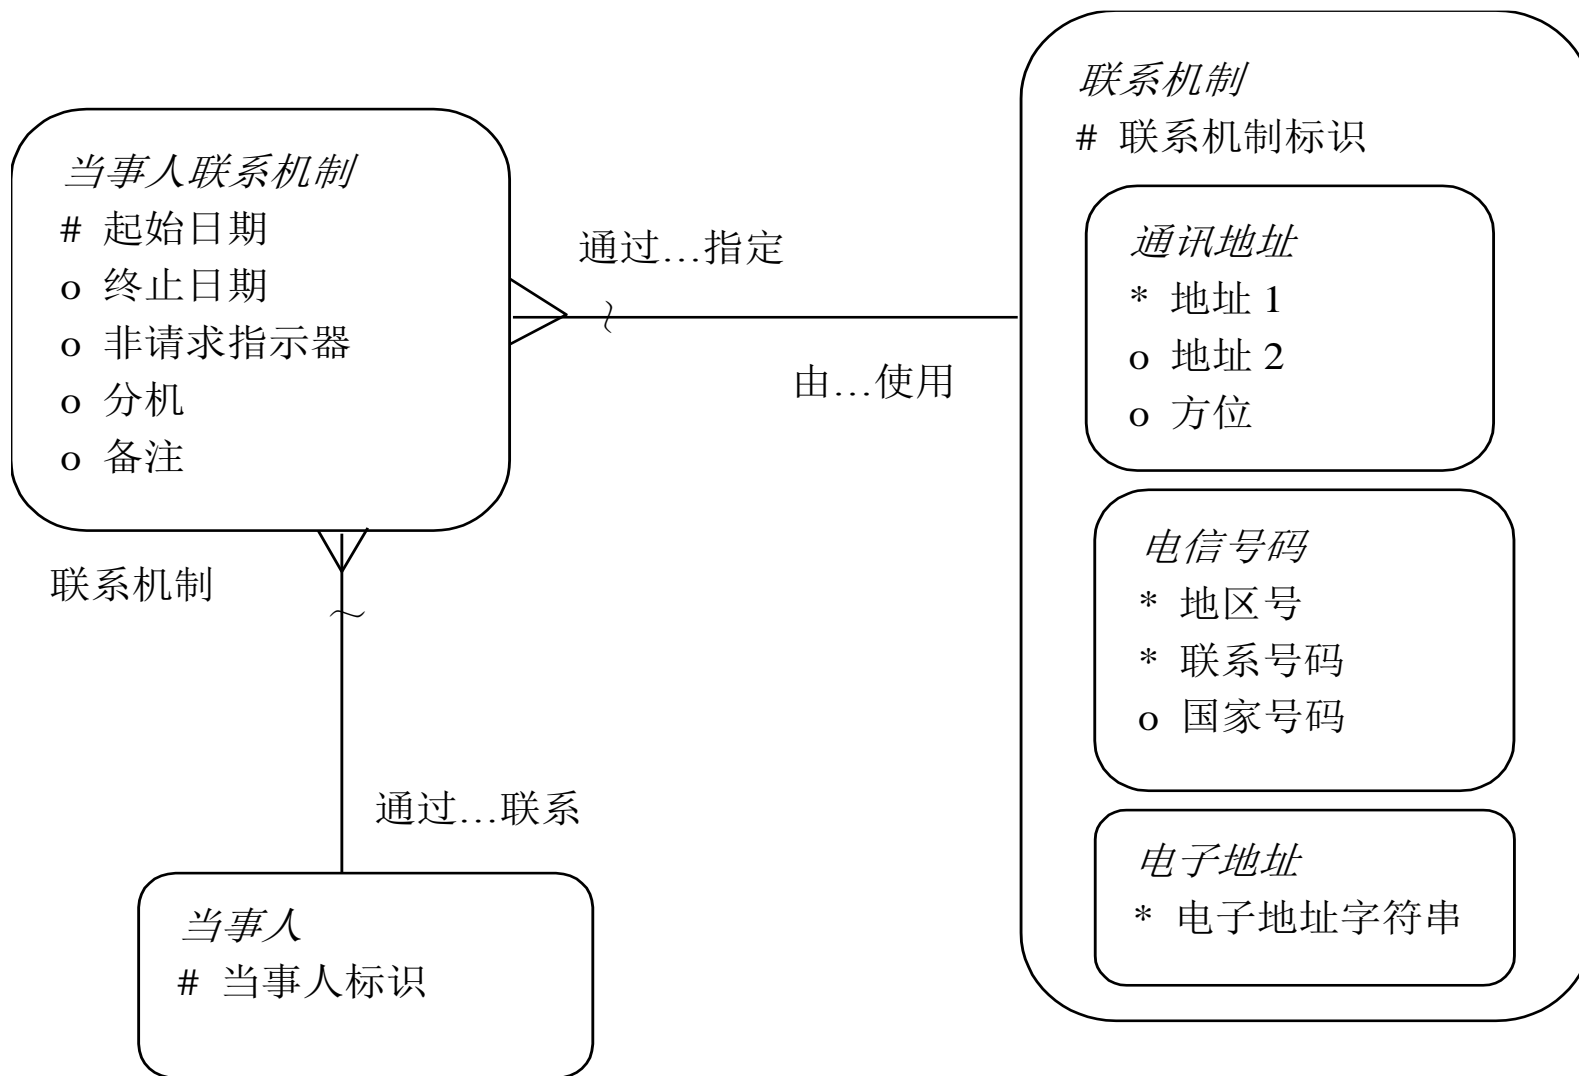 当事人联系机制
# 起始日期
o 终止日期
o 非请求指示器
o 分机
o 备注
通过…指定
由…使用
联系机制
# 联系机制标识
通讯地址
* 地址 1
o 地址 2
o 方位
电信号码
* 地区号
* 联系号码
o 国家号码
电子地址
* 电子地址字符串
联系机制
通过…联系
当事人
# 当事人标识